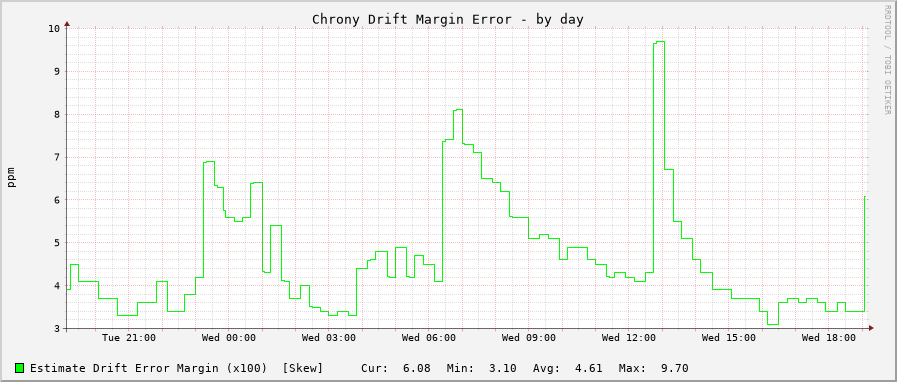 Chrony Drift Margin Error - by day
RRDTOOL / TOBI OETIKER
ppm
10
9
8
7
6
5
4
3
Tue 21:00 Wed 00:00 Wed 03:00 Wed 06:00 Wed 09:00 Wed 12:00 Wed 15:00 Wed 18:00
Estimate Drift Error Margin (x100) [Skew] Cur: 6.08 Min: 3.10 Avg: 4.61 Max: 9.70